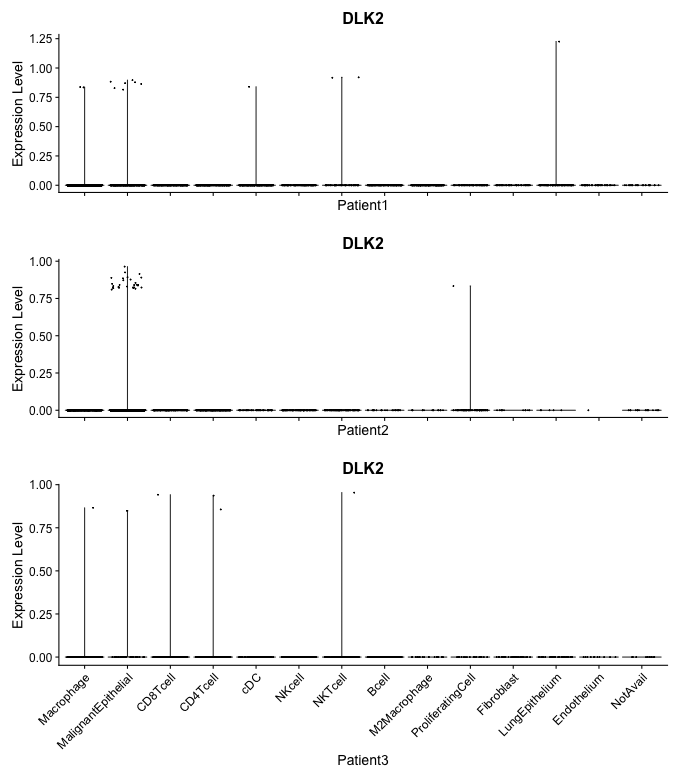 DLK2
Expression Level
1.25
1.00
0.75
0.50
0.25
0.00
Patient1
DLK2
Expression Level
1.00
0.75
0.50
0.25
0.00
Patient2
DLK2
Expression Level
1.00
0.75
0.50
0.25
0.00
Macrophage
MalignantEpithelial
CD8Tcell
CD4Tcell
cDC
NKcell
NKTcell
Bcell
M2Macrophage
ProliferatingCell
Fibroblast
LungEpithelium
Endothelium
NotAvail
Patient3